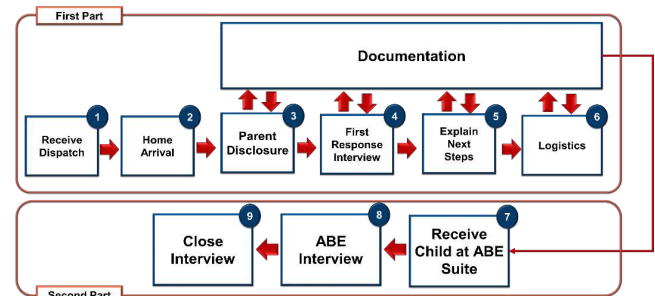 First Part
Documentation
1
Receive
Dispatch
2
Home
Arrival
3
Parent
Disclosure
4
First
Response
Interview
5
Explain
Next
Steps
6
Logistics
9
Close
Interview
8
ABE
Interview
7
Receive
Child at ABE
Suite
Second Part